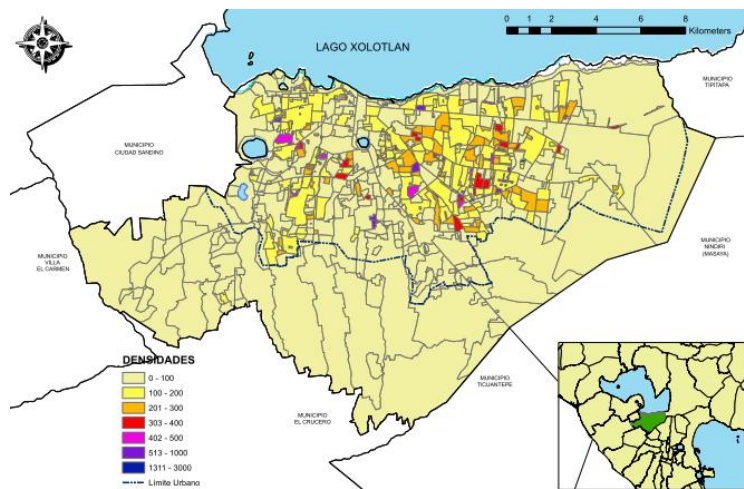 0 2 4 6 8
Kilometers
LAGO XOLOTLAN
MUNICIPIO
TIPITAPA
MUNICIPIO
CIUDAD SANDINO
MUNICIPIO
VILLA
EL CARMEN
MUNICIPIO
NINDIRI
(MASAYA)
MUNICIPIO
TICUANTEPE
MUNICIPIO
EL CRUCERO
DENSIDADES
0 - 100
100 - 200
201 - 300
303 - 400
402 - 500
513 - 1000
1311 - 3000
Límite Urbano